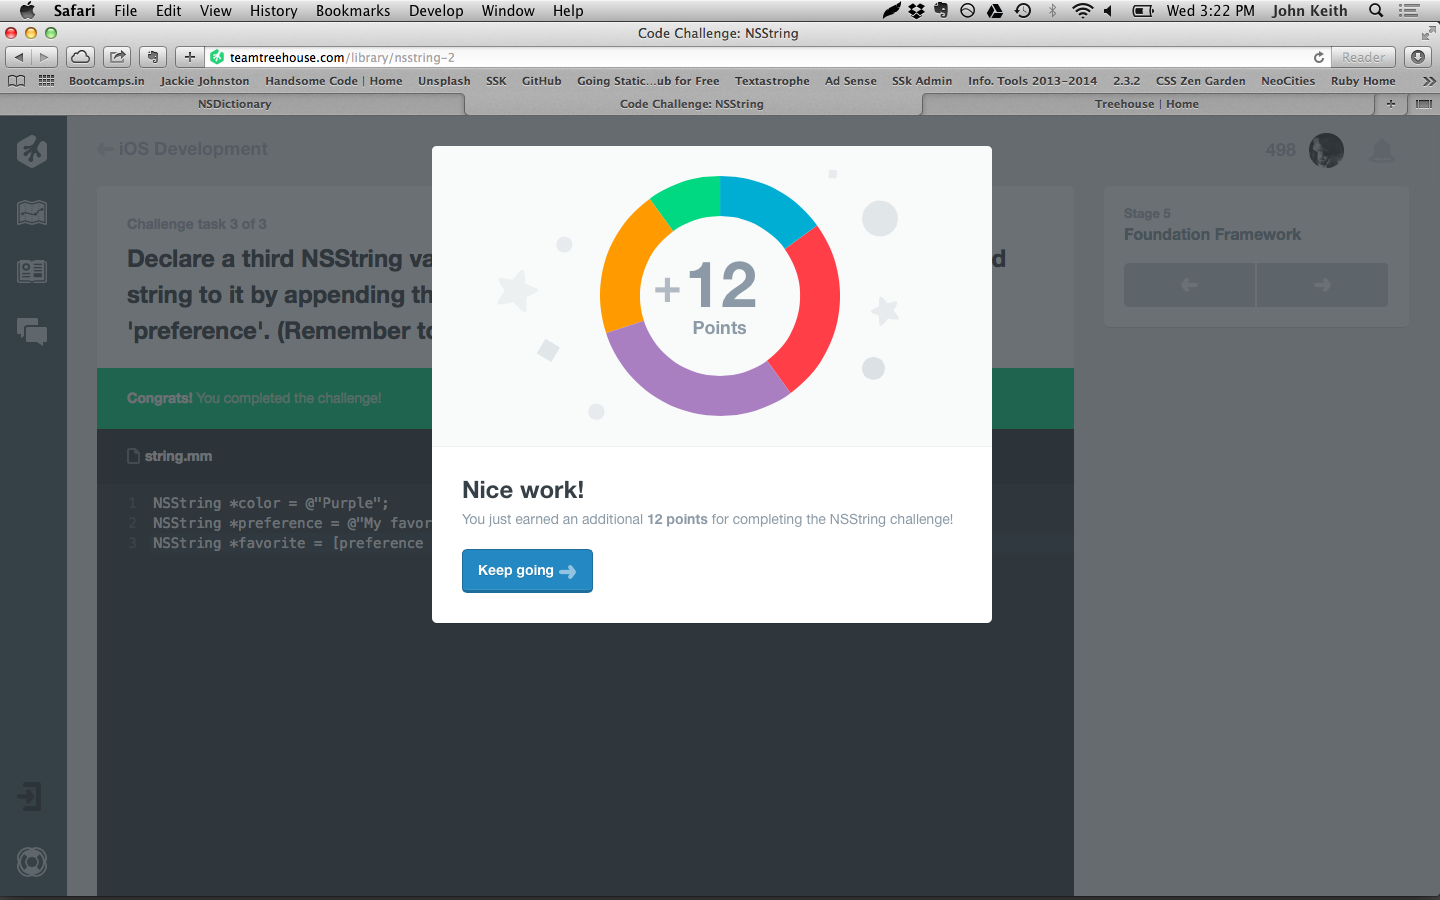 Safari File Edit View History Bookmarks Develop Window Help Wed 3:22 PM John Keith
Code Challenge: NSString
teamtreehouse.com/library/nsstring-2 Reader
Bootcamps.in Jackie Johnston Handsome Code | Home Unsplash SSK GitHub Going Static...ub for Free Textastrophe Ad Sense SSk Admin Info. Tools 2013-2014 2.3.2 CSS Zen Garden NeoCities Ruby Home
NSDictionary Code Challenge: NSString Treehouse | Home
iOS Development 498
Challenge task 3 of 3
Declare a third NSString va d
string to it by appending th
'preference'. (Remember to
Stage 5
Foundation Framework
Congrats! You completed the challenge!
string.mm
1 NSString *color = @"Purple";
2 NSString *preference = @"My favor
3 NSString *favorite = [preference
+12
Points
Nice work!
You just earned an additional 12 points for completing the NSString challenge!
Keep going